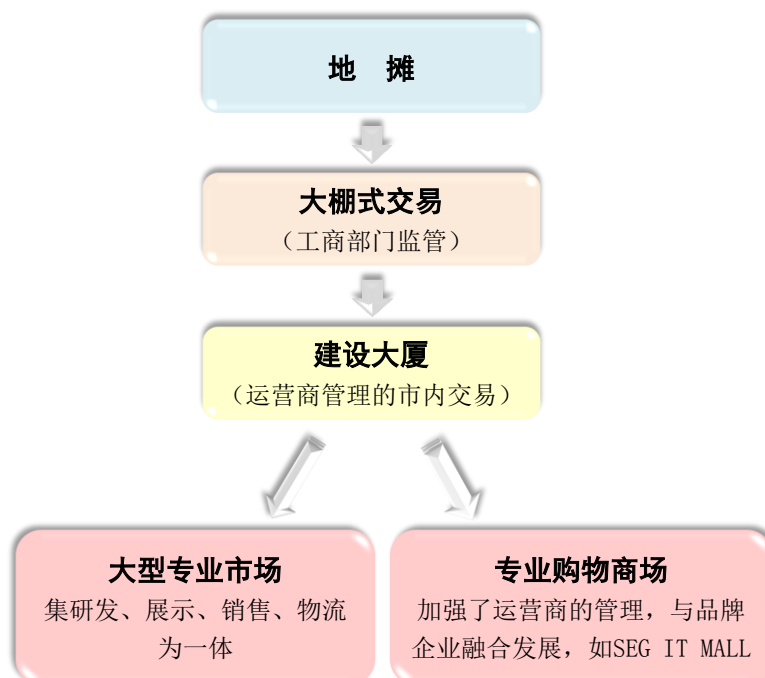 地 摊
大棚式交易
（工商部门监管）
建设大厦
（运营商管理的市内交易）
大型专业市场
集研发、展示、销售、物流
为一体
专业购物商场
加强了运营商的管理，与品牌
企业融合发展，如SEG IT MALL